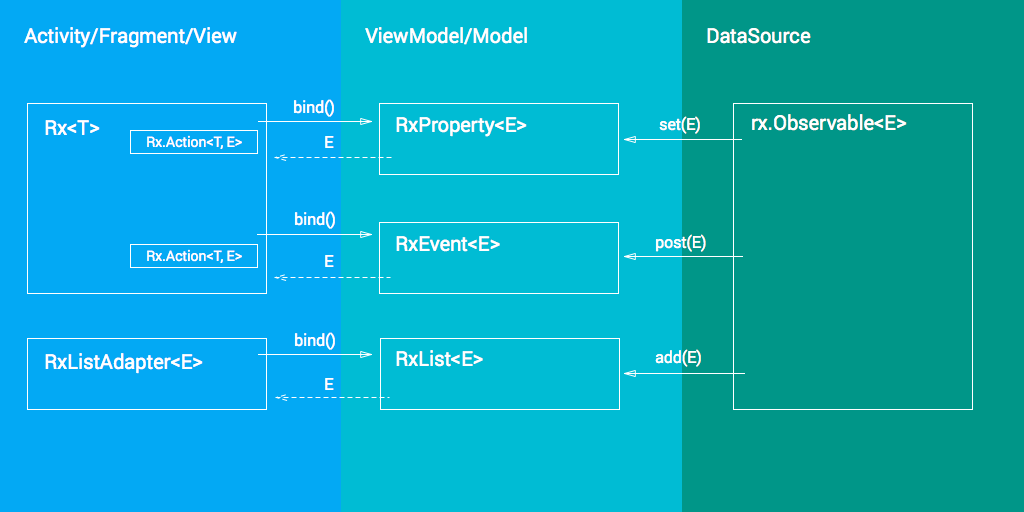 Activity/Fragment/View
ViewModel/Model
DataSource
Rx<T>
Rx.Action<T, E>
bind()
E
RxProperty<E>
set(E)
rx.Observable<E>
Rx.Action<T, E>
bind()
E
RxEvent<E>
post(E)
RxListAdapter<E>
bind()
E
RxList<E>
add(E)